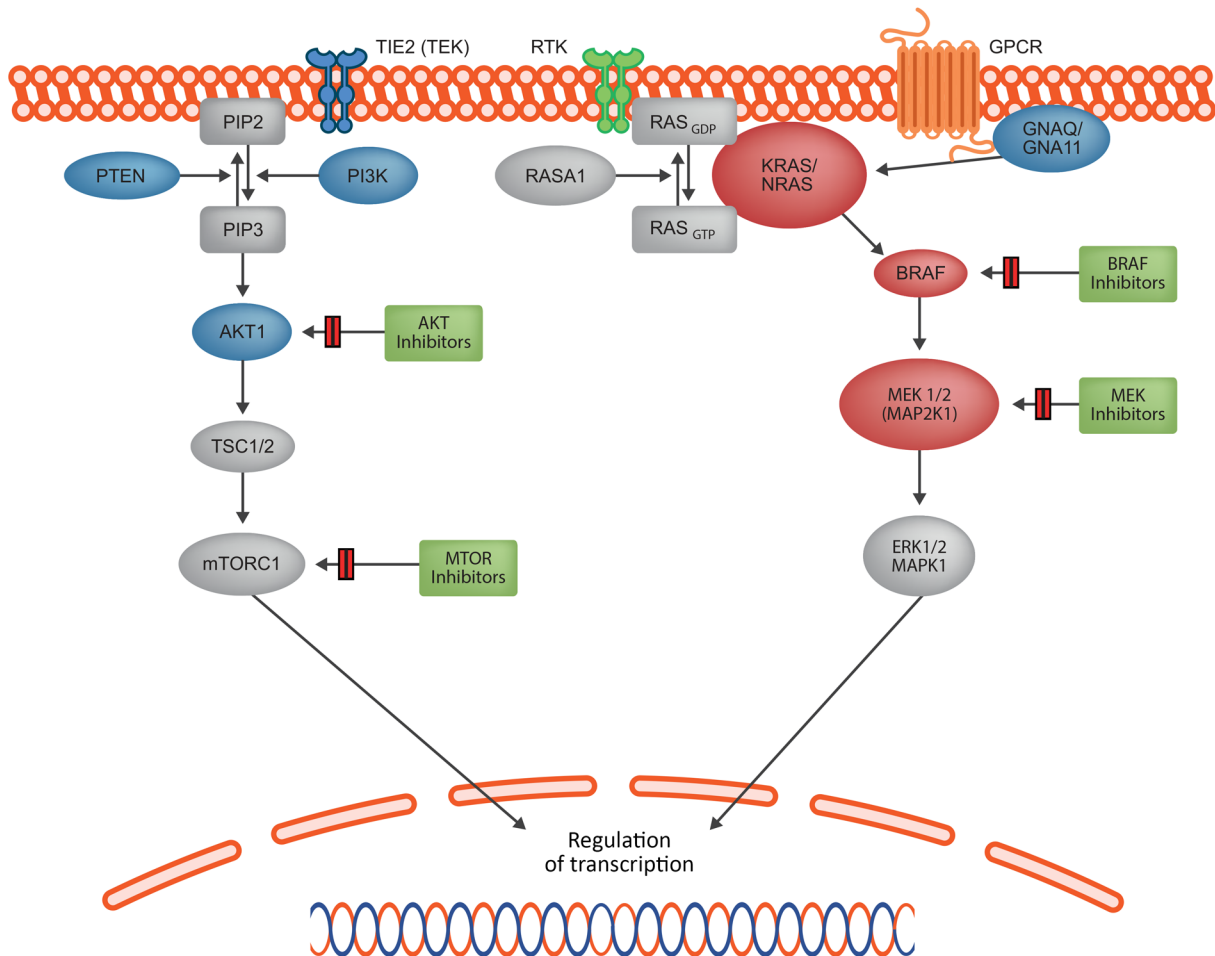 TIE2 (TEK)
RTK
GPCR
PIP2
RAS GDP
GNAQ/
GNA11
PTEN
PI3K
RASA1
KRAS/
NRAS
PIP3
RAS GTP
BRAF
BRAF
Inhibitors
AKT1
AKT
Inhibitors
MEK 1/2
(MAP2K1)
MEK
Inhibitors
TSC1/2
mTORC1
MTOR
Inhibitors
ERK1/2
MAPK1
Regulation
of transcription